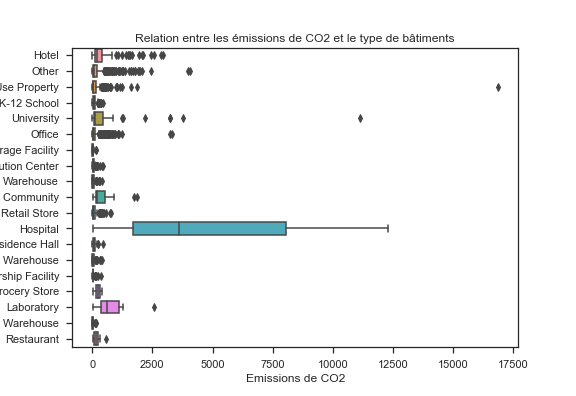 Relation entre les émissions de CO2 et le type de bâtiments
Hotel
Other
Use Property
K-12 School
University
Office
rage Facility
ution Center
Warehouse
Community
Retail Store
Hospital
sidence Hall
Warehouse
rship Facility
rocery Store
Laboratory
Warehouse
Restaurant
0 2500 5000 7500 10000 12500 15000 17500
Emissions de CO2